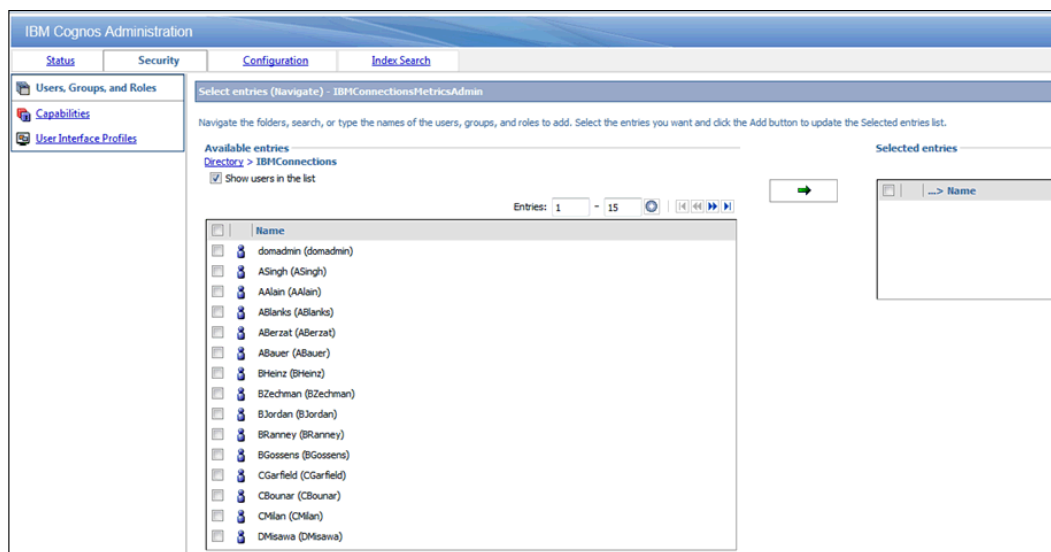 IBM Cognos Administration
Status Security Configuration Index Search
Users, Groups, and Roles
Capabilities
User Interface Profiles
Select entries (Navigate) - IBMConnectionsMetricsAdmin
Navigate the folders, search, or type the names of the users, groups, and roles to add. Select the entries you want and click the Add button to update the Selected entries list.
Available entries
Directory > IBMConnections
Show users in the list
Entries: 1 - 15
Name
domadmin (domadmin)
ASingh (ASingh)
AAlain (AAlain)
ABlanks (ABlanks)
ABerzat (ABerzat)
ABauer (ABauer)
BHeinz (BHeinz)
BZechman (BZechman)
BJordan (BJordan)
BRanney (BRanney)
BGossens (BGossens)
CGarfield (CGarfield)
CBounar (CBounar)
CMilan (CMilan)
DMisawa (DMisawa)
Selected entries
...> Name